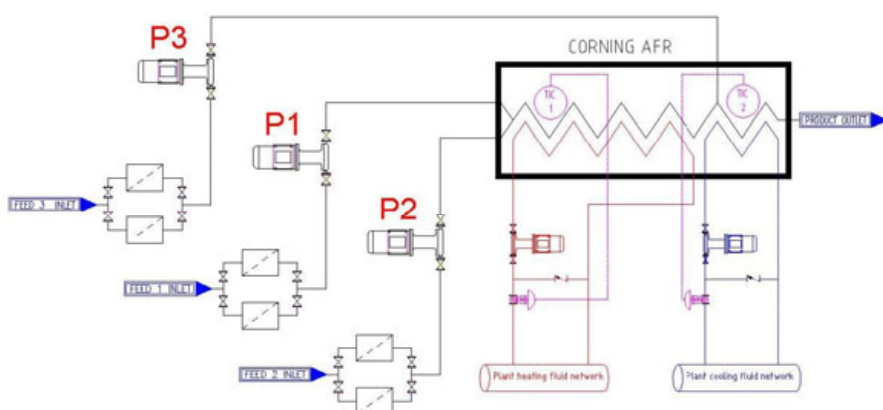 P3
CORNING AFR
TIC
1
TIC
2
P1
PRODUCT OUTLET
P2
FEED 3 INLET
FEED 1 INLET
FEED 2 INLET
Plant heating fluid network
Plant cooling fluid network